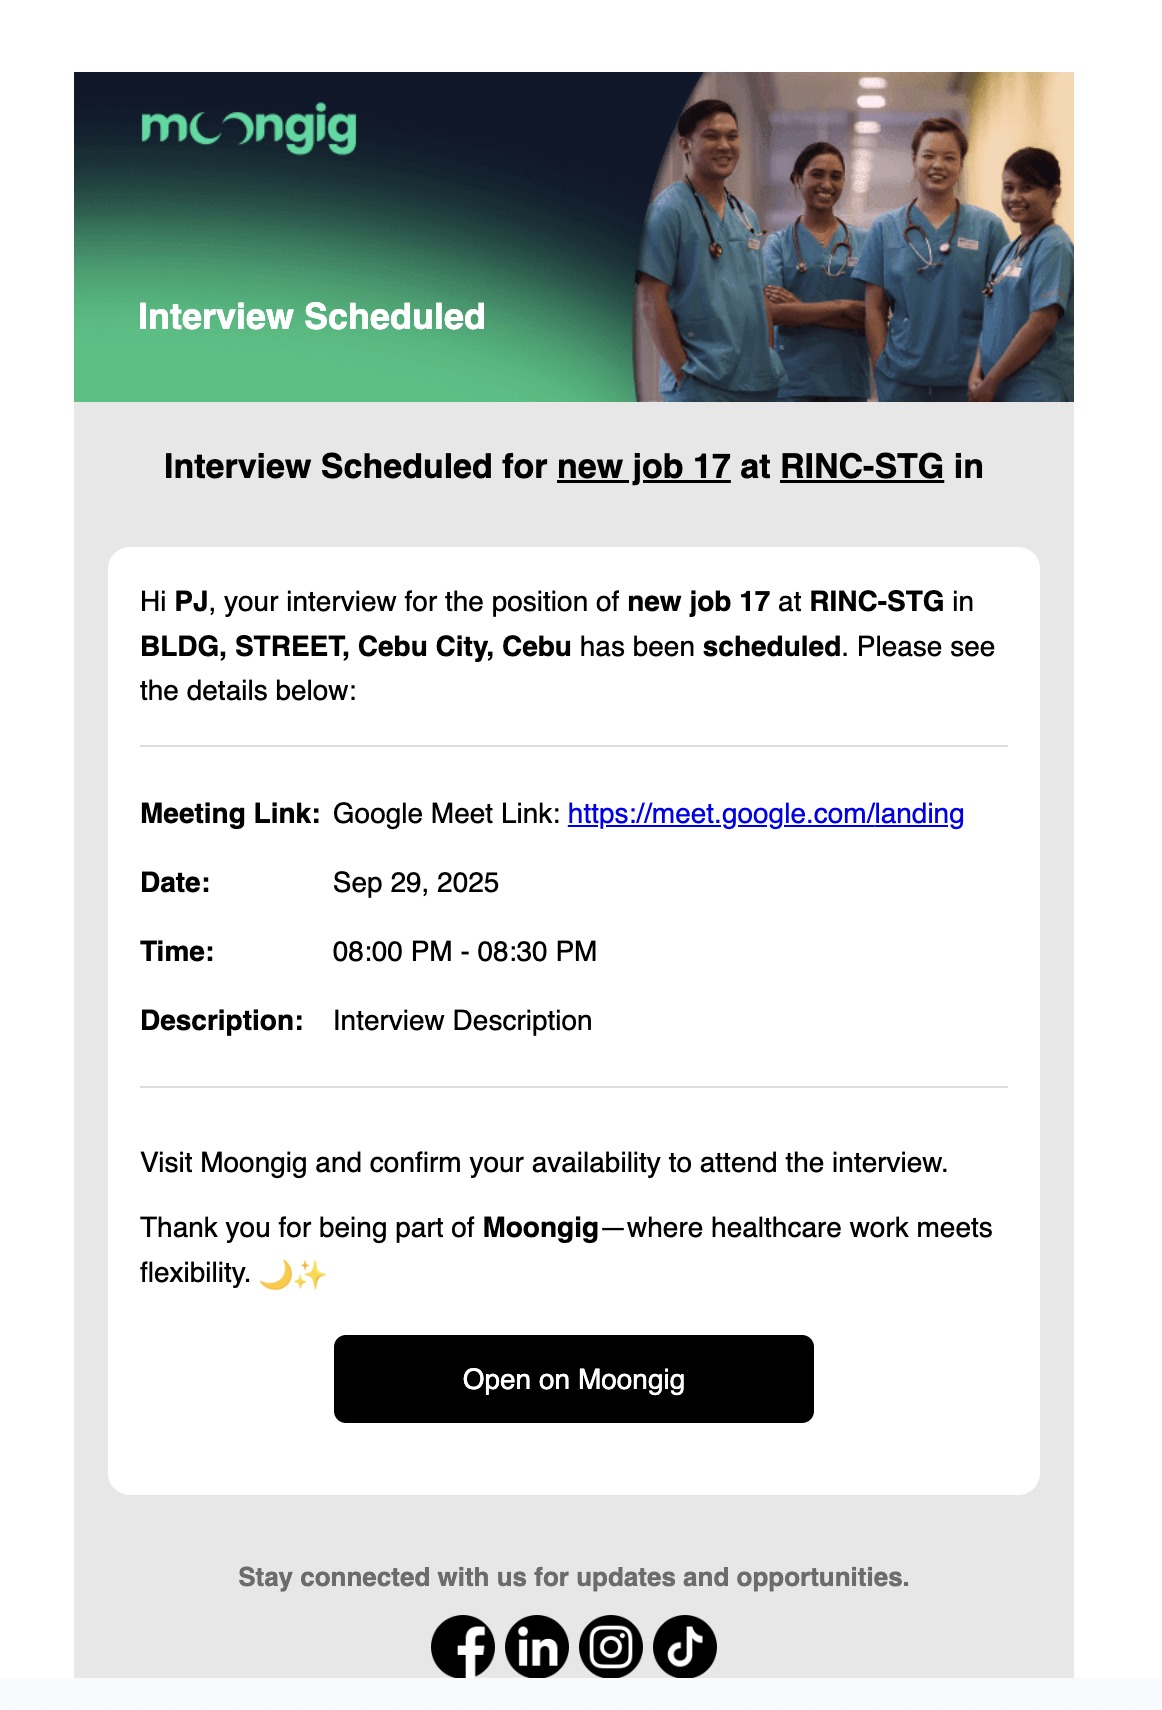 moongig
Interview Scheduled
Interview Scheduled for new job 17 at RINC-STG in
Hi PJ, your interview for the position of new job 17 at RINC-STG in
BLDG, STREET, Cebu City, Cebu has been scheduled. Please see
the details below:
Meeting Link: Google Meet Link: https://meet.google.com/landing
Date: Sep 29, 2025
Time: 08:00 PM - 08:30 PM
Description: Interview Description
Visit Moongig and confirm your availability to attend the interview.
Thank you for being part of Moongig—where healthcare work meets
flexibility. 🌙✨
Open on Moongig
Stay connected with us for updates and opportunities.